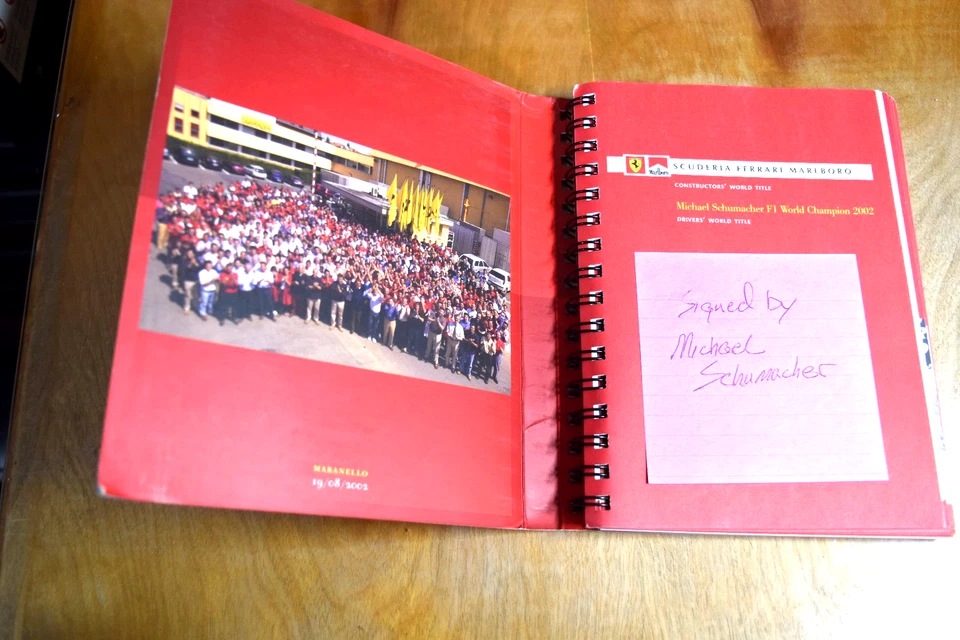 MARANELLO
19/08/2002
Marlboro
SCUDERIA FERRARI MARLBORO
CONSTRUCTORS' WORLD TITLE
Michael Schumacher F1 World Champion 2002
DRIVERS' WORLD TITLE
Signed by
Michael
Schumacher